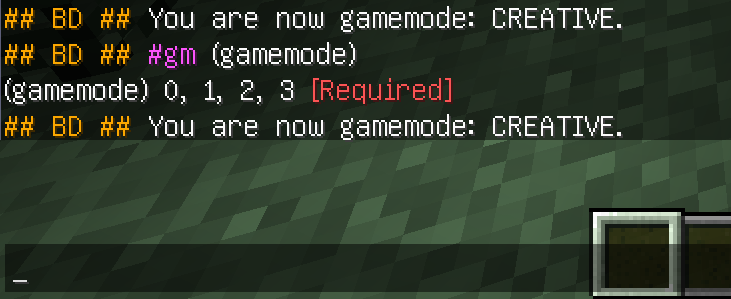 ## BD ## You are now gamemode: CREATIVE.
## BD ## #gm (gamemode)
(gamemode) 0, 1, 2, 3 [Required]
## BD ## You are now gamemode: CREATIVE.
_